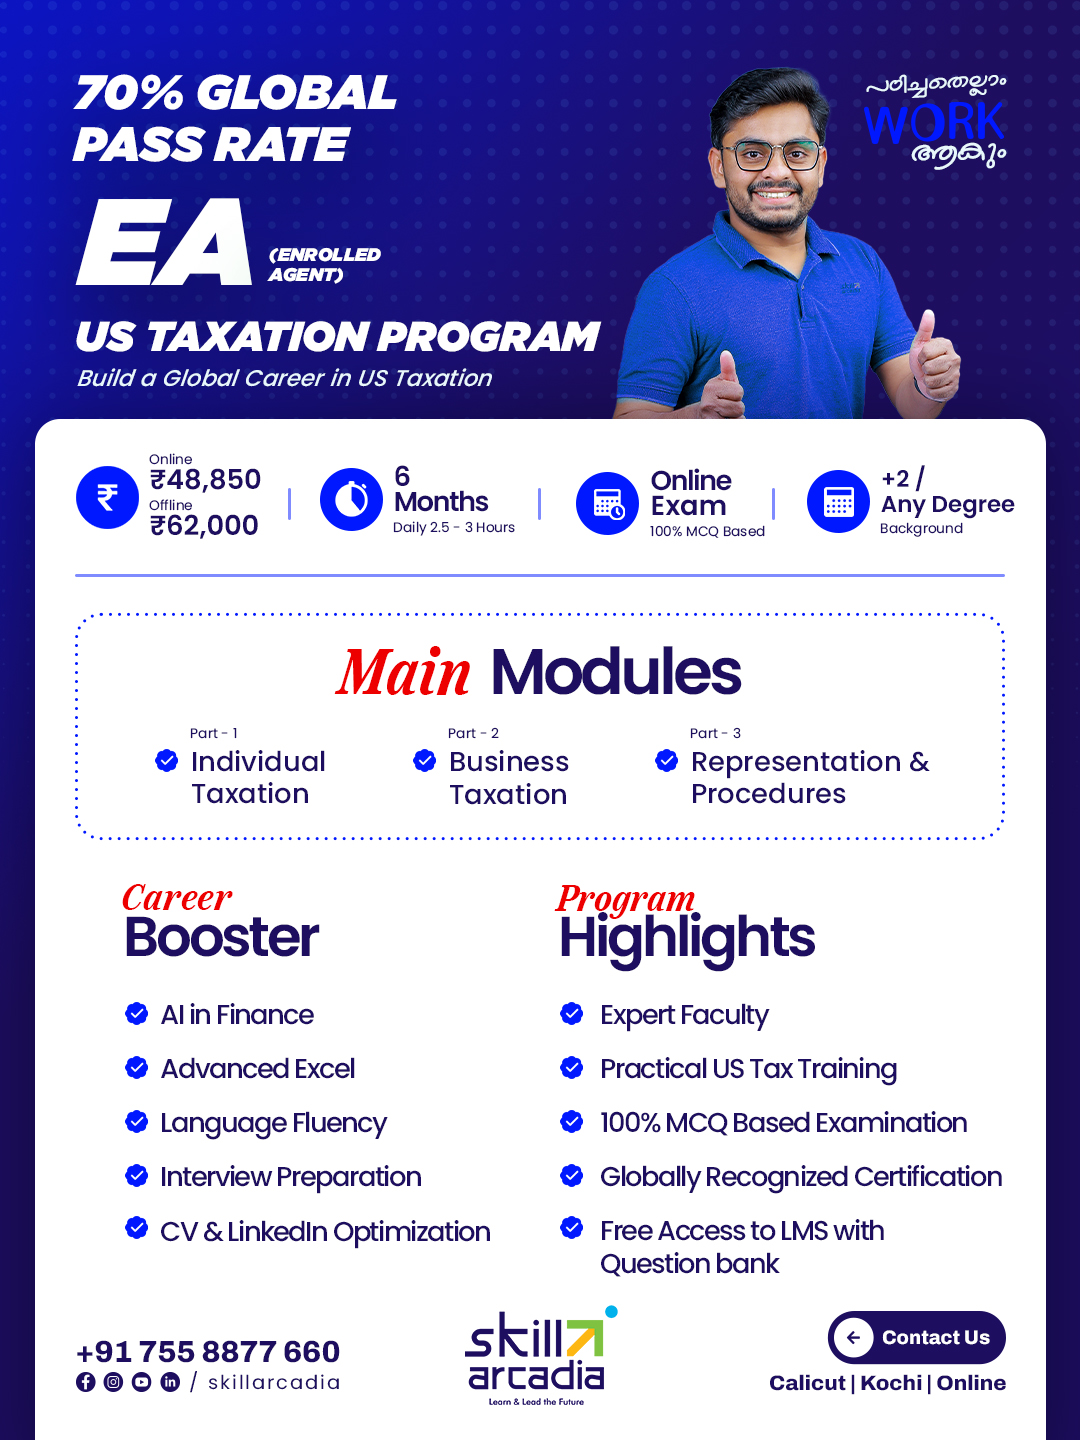 70% GLOBAL
PASS RATE
EA
(ENROLLED
AGENT)
US TAXATION PROGRAM
Build a Global Career in US Taxation
പഠിച്ചതെല്ലാം
WORK
ആകും
Online
₹48,850
Offline
₹62,000
6
Months
Daily 2.5 - 3 Hours
Online
Exam
100% MCQ Based
+2 /
Any Degree
Background
Main Modules
Part - 1
Individual
Taxation
Part - 2
Business
Taxation
Part - 3
Representation &
Procedures
Career
Booster
AI in Finance
Advanced Excel
Language Fluency
Interview Preparation
CV & LinkedIn Optimization
Program
Highlights
Expert Faculty
Practical US Tax Training
100% MCQ Based Examination
Globally Recognized Certification
Free Access to LMS with
Question bank
+91 755 8877 660
/ skillarcadia
skill
arcadia
Learn & Lead the Future
Contact Us
Calicut | Kochi | Online